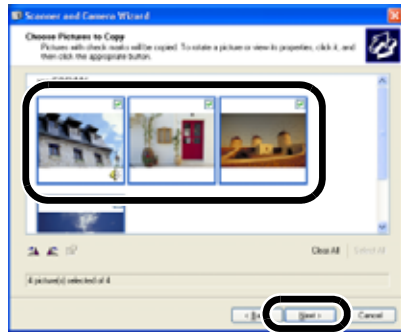 Scanner and Camera Wizard
Choose Pictures to Copy
Pictures with check marks will be copied. To rotate a picture or view its properties, click it, and
then click the appropriate button.
Clear All
Select All
4 picture(s) selected of 4
Next >
Cancel